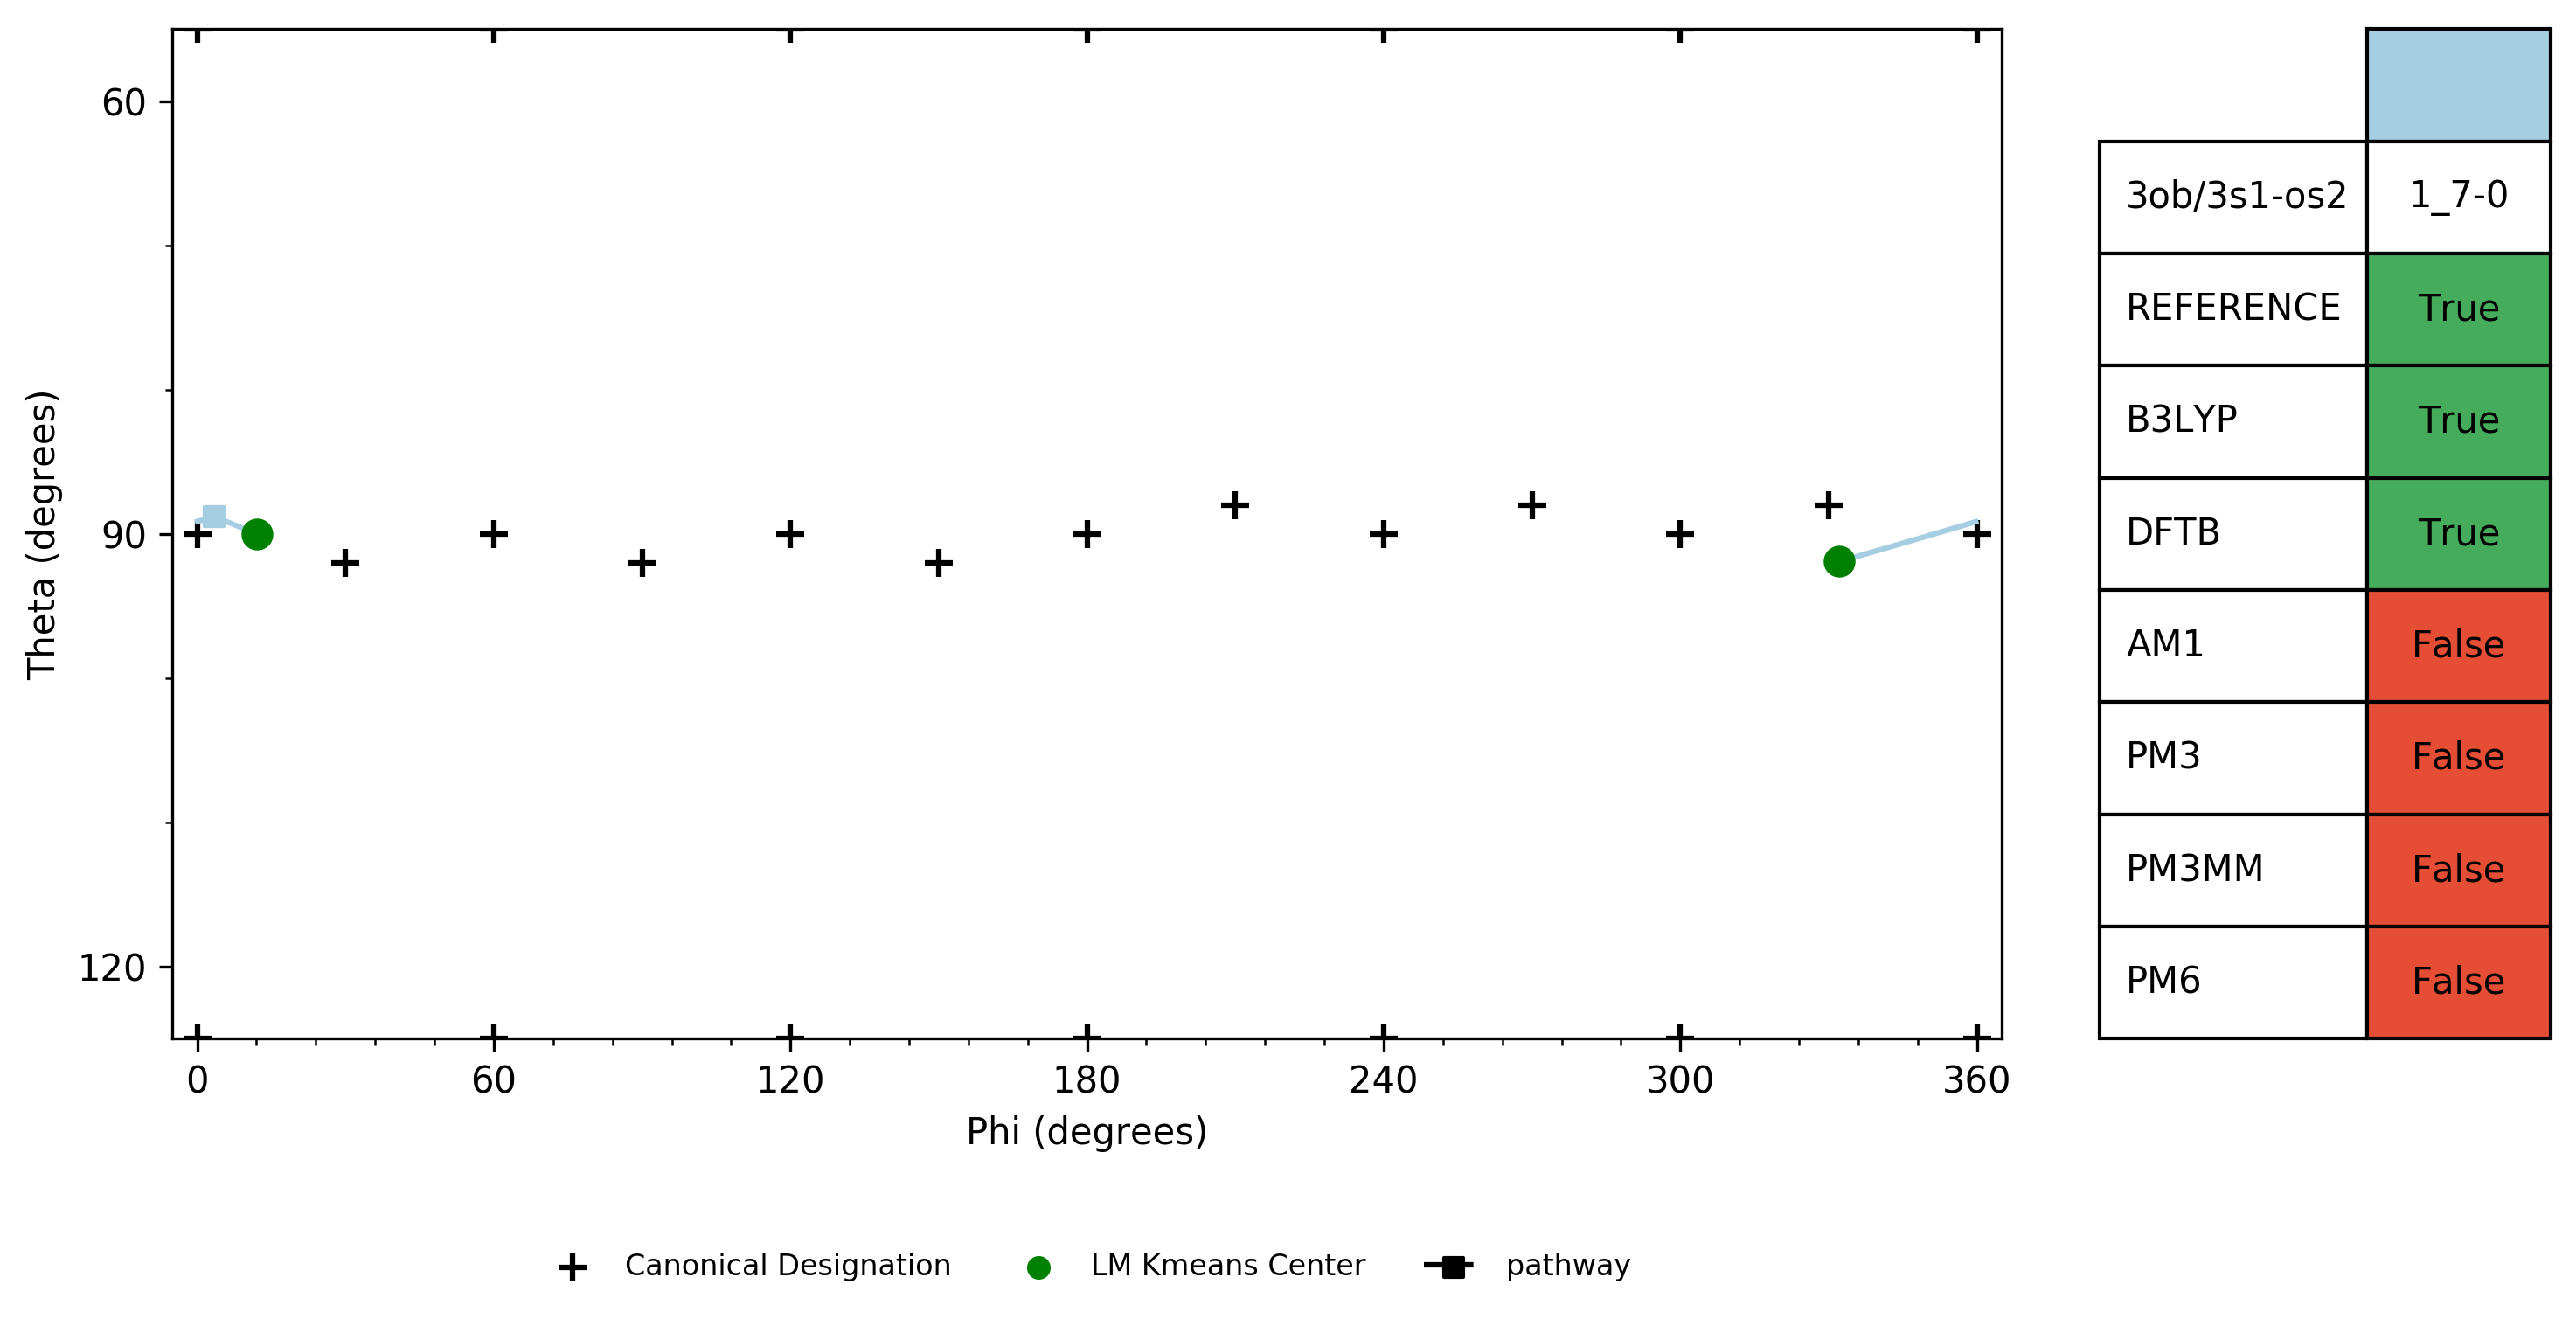 60
90
120
Theta (degrees)
0 60 120 180 240 300 360
Phi (degrees)
Canonical Designation LM Kmeans Center pathway
3ob/3s1-os2 1_7-0
REFERENCE True
B3LYP True
DFTB True
AM1 False
PM3 False
PM3MM False
PM6 False